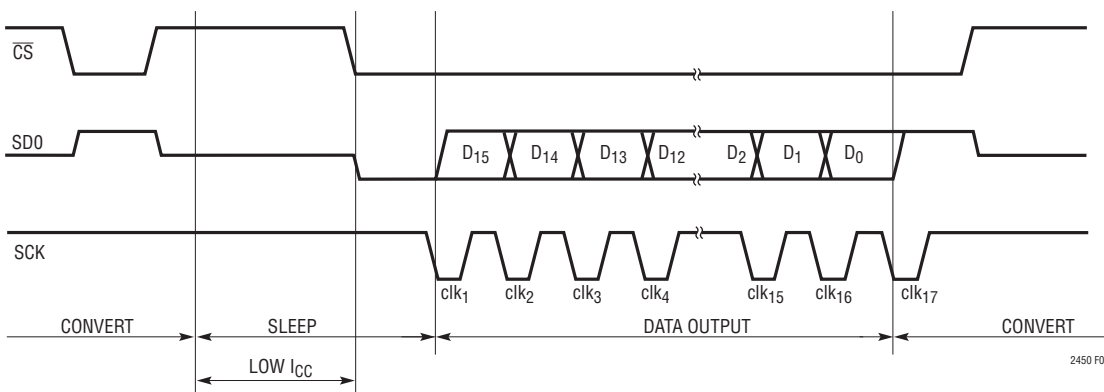 CS
SD0
D15 D14 D13 D12 D2 D1 D0
SCK
clk1 clk2 clk3 clk4 clk15 clk16 clk17
CONVERT SLEEP DATA OUTPUT CONVERT
LOW ICC
2450 F0